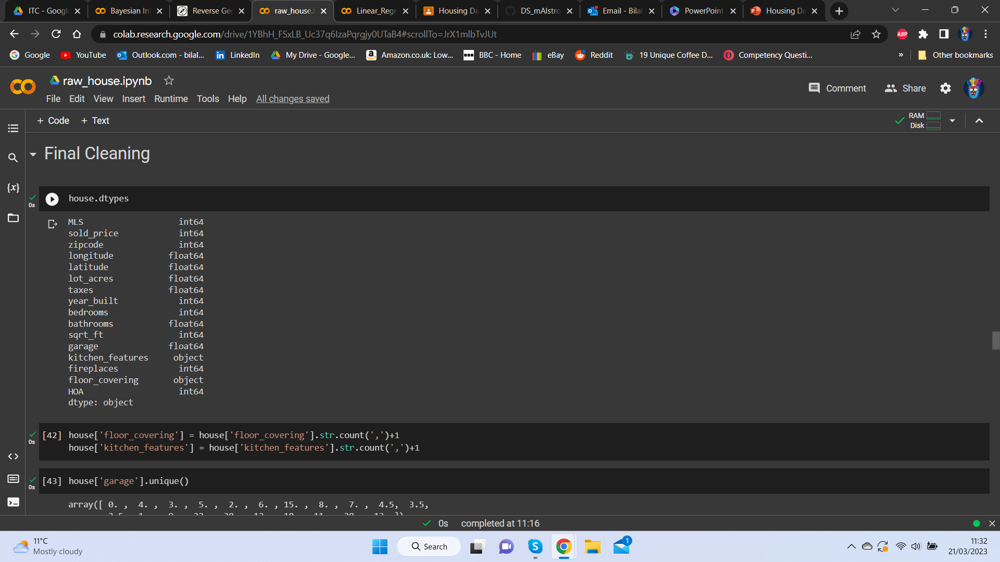 ITC - Googl
Bayesian In
Reverse Geo
raw_house.i
Linear_Regr
Housing Da
DS_mAIstro
Email - Bilal
PowerPoint
Housing Da
colab.research.google.com/drive/1YBhH_FSxLB_Uc37q6IzaPqrgjy0UTaB4#scrollTo=JrX1mlbTvJUt
ABP
Google
YouTube
Outlook.com - bilal...
LinkedIn
My Drive - Google...
Amazon.co.uk: Low...
BBC - Home
eBay
Reddit
19 Unique Coffee D...
Competency Questi...
»
Other bookmarks
raw_house.ipynb
Comment
Share
File Edit View Insert Runtime Tools Help All changes saved
+ Code + Text
RAM
Disk
Final Cleaning
{x}
0s
house.dtypes
MLS int64
sold_price int64
zipcode int64
longitude float64
latitude float64
lot_acres float64
taxes float64
year_built int64
bedrooms int64
bathrooms float64
sqrt_ft int64
garage float64
kitchen_features object
fireplaces int64
floor_covering object
HOA int64
dtype: object
[42] house['floor_covering'] = house['floor_covering'].str.count(',')+1
0s
house['kitchen_features'] = house['kitchen_features'].str.count(',')+1
[43] house['garage'].unique()
0s
array([ 0. , 4. , 3. , 5. , 2. , 6. , 15. , 8. , 7. , 4.5, 3.5,
0s completed at 11:16
11°C
Mostly cloudy
Search
1
11:32
21/03/2023